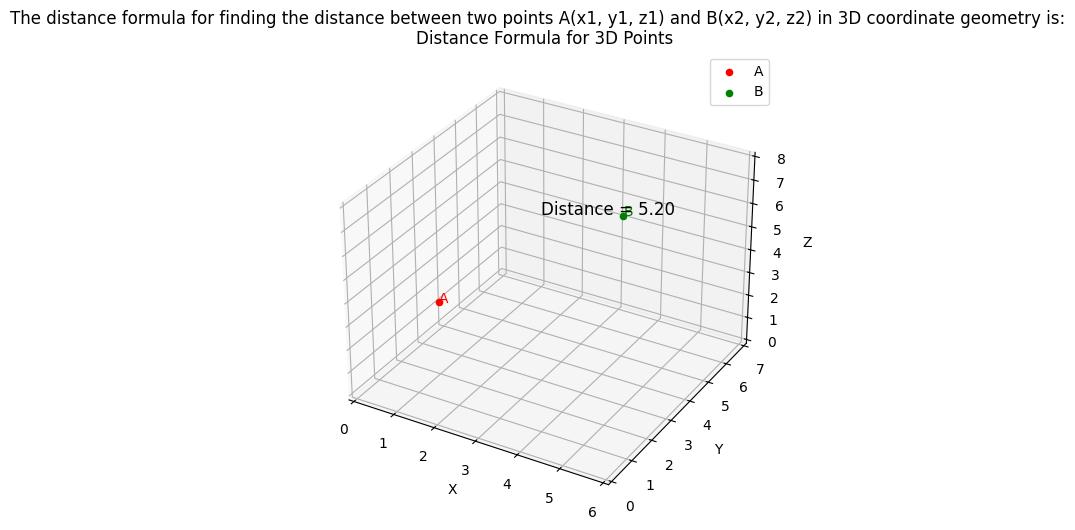 The distance formula for finding the distance between two points A(x1, y1, z1) and B(x2, y2, z2) in 3D coordinate geometry is:
Distance Formula for 3D Points
A
B
Distance = 5.20
B
A
8
7
6
5
4
3
2
1
0
Z
0
1
2
3
4
5
6
X
0
1
2
3
4
5
6
7
Y